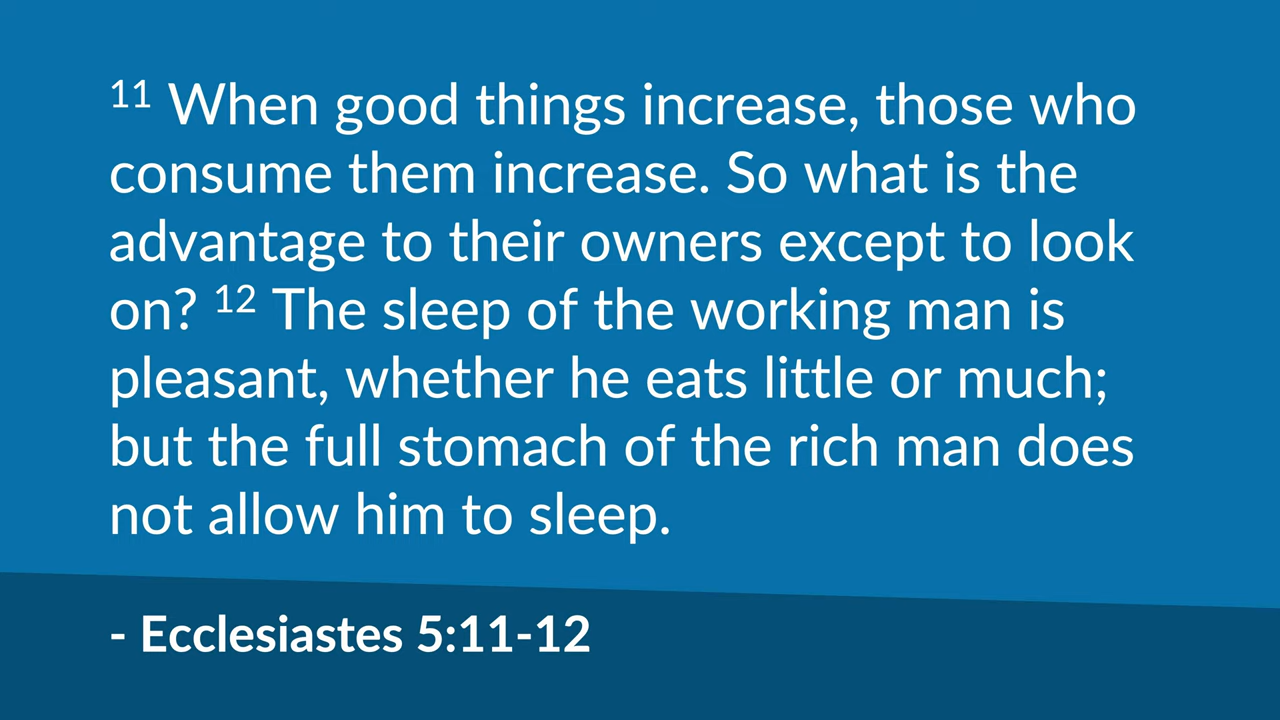 11 When good things increase, those who
consume them increase. So what is the
advantage to their owners except to look
on? 12 The sleep of the working man is
pleasant, whether he eats little or much;
but the full stomach of the rich man does
not allow him to sleep.
- Ecclesiastes 5:11-12